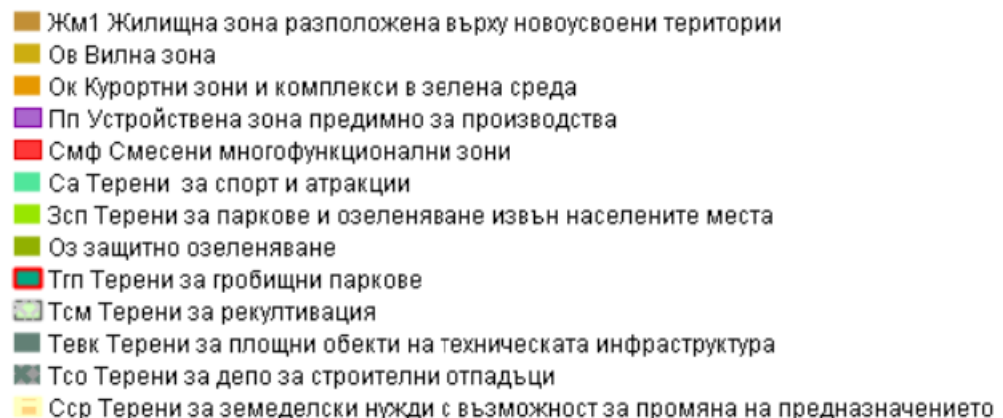 Жм1 Жилищна зона разположена върху новоусвоени територии
Ов Вилна зона
Ок Курортни зони и комплекси в зелена среда
Пп Устройствена зона предимно за производства
Смф Смесени многофункционални зони
Са Терени за спорт и атракции
Зсп Терени за паркове и озеленяване извън населените места
Оз защитно озеленяване
Тгп Терени за гробищни паркове
Тсм Терени за рекултивация
Тевк Терени за площни обекти на техническата инфраструктура
Тсо Терени за депо за строителни отпадъци
Сср Терени за земеделски нужди с възможност за промяна на предназначението